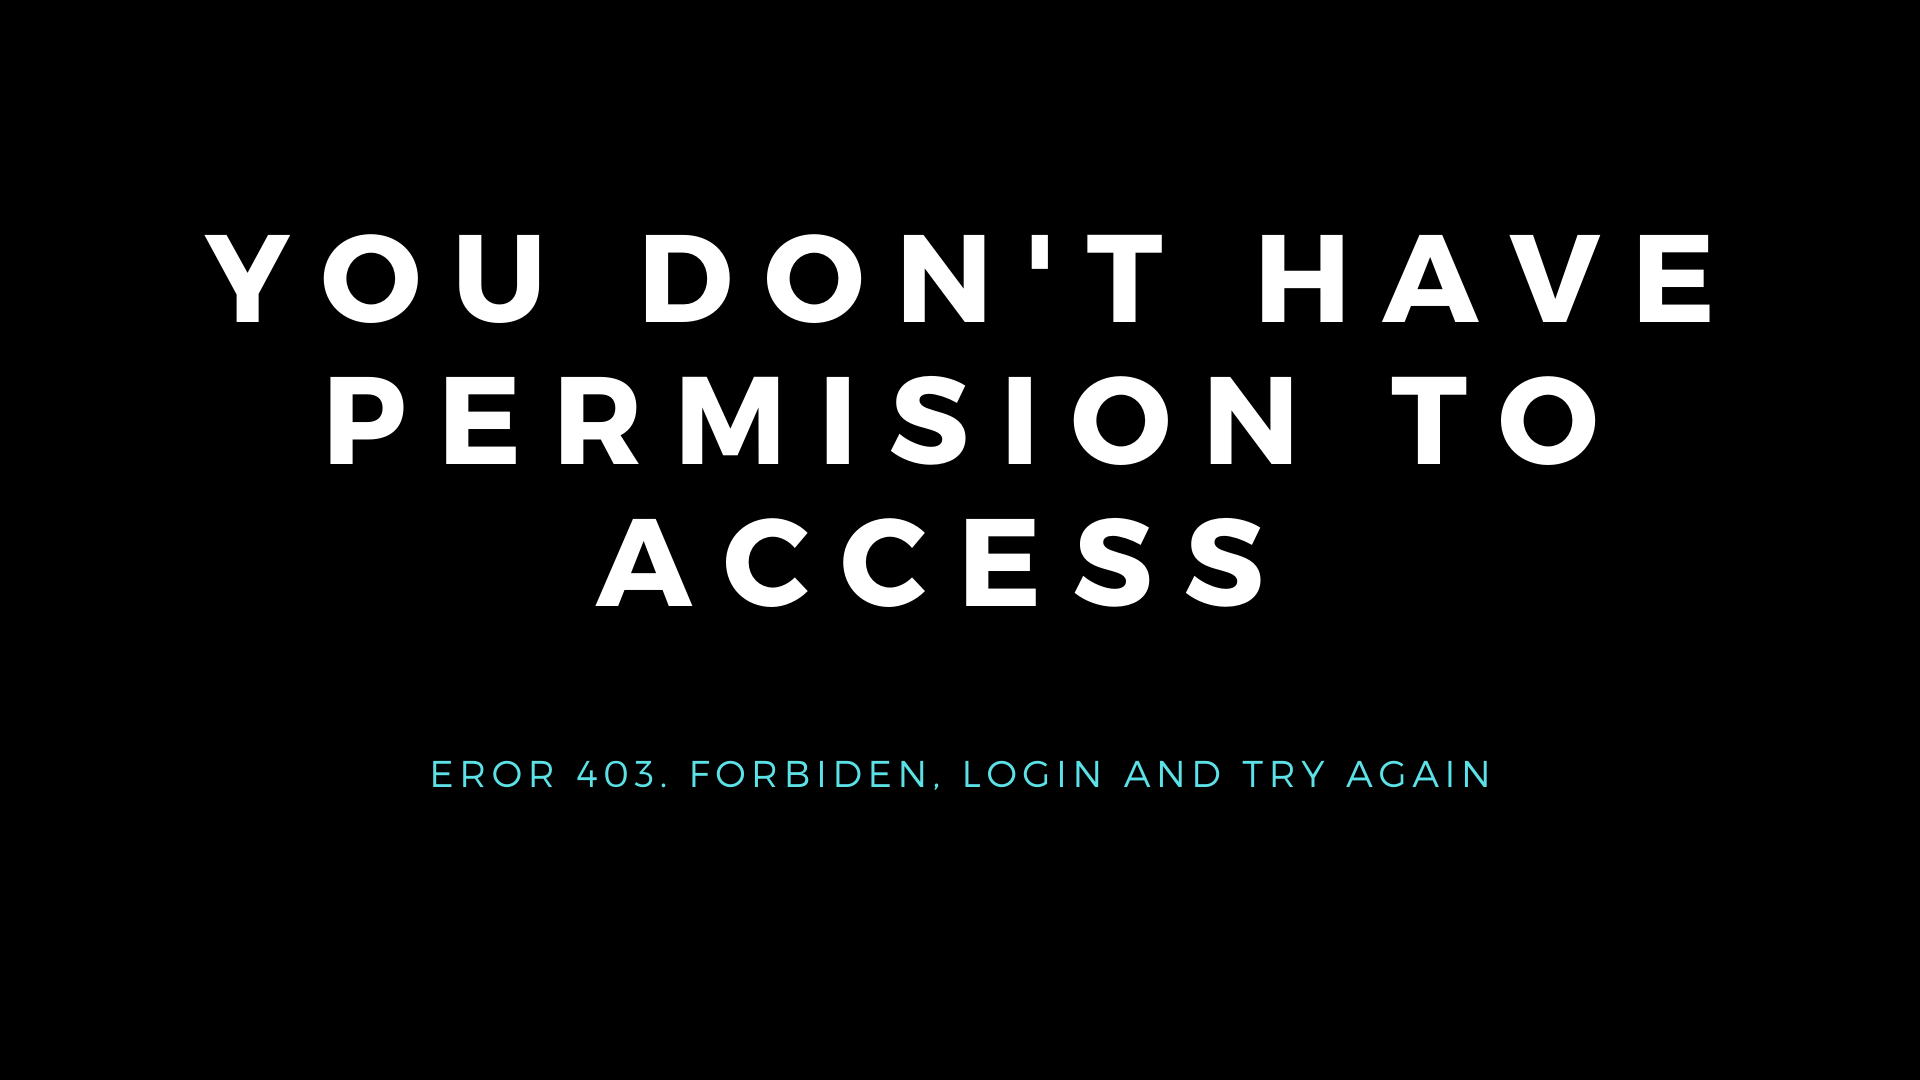 YOU DON'T HAVE
PERMISION TO
ACCESS
EROR 403. FORBIDEN, LOGIN AND TRY AGAIN